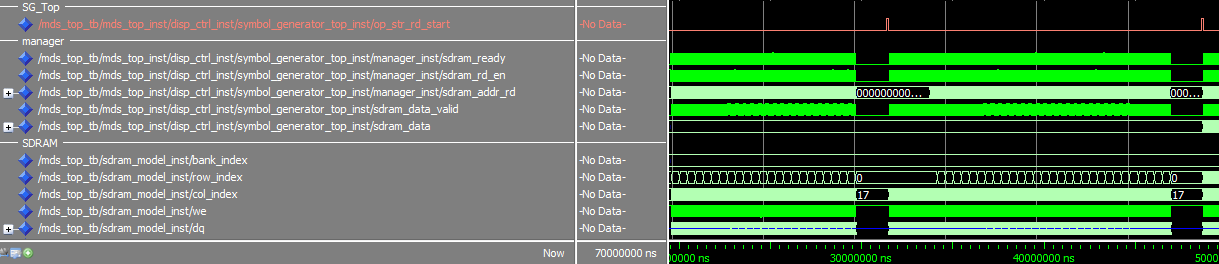 SG_Top
/mds_top_tb/mds_top_inst/disp_ctrl_inst/symbol_generator_top_inst/op_str_rd_start -No Data-
manager
/mds_top_tb/mds_top_inst/disp_ctrl_inst/symbol_generator_top_inst/manager_inst/sdram_ready -No Data-
/mds_top_tb/mds_top_inst/disp_ctrl_inst/symbol_generator_top_inst/manager_inst/sdram_rd_en -No Data-
/mds_top_tb/mds_top_inst/disp_ctrl_inst/symbol_generator_top_inst/manager_inst/sdram_addr_rd -No Data- 000000000... 000...
/mds_top_tb/mds_top_inst/disp_ctrl_inst/symbol_generator_top_inst/sdram_data_valid -No Data-
/mds_top_tb/mds_top_inst/disp_ctrl_inst/symbol_generator_top_inst/sdram_data -No Data-
SDRAM
/mds_top_tb/sdram_model_inst/bank_index -No Data-
/mds_top_tb/sdram_model_inst/row_index -No Data- 0 0
/mds_top_tb/sdram_model_inst/col_index -No Data- 17 17
/mds_top_tb/sdram_model_inst/we -No Data-
/mds_top_tb/sdram_model_inst/dq -No Data-
Now 70000000 ns 00000 ns 30000000 ns 40000000 ns 5000